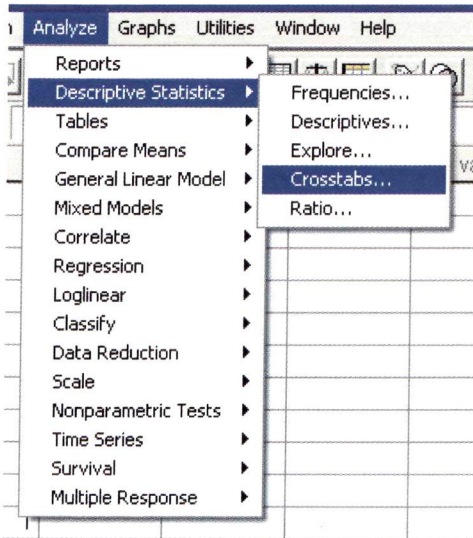 Analyze Graphs Utilities Window Help
Reports
Descriptive Statistics
Tables
Compare Means
General Linear Model
Mixed Models
Correlate
Regression
Loglinear
Classify
Data Reduction
Scale
Nonparametric Tests
Time Series
Survival
Multiple Response
Frequencies...
Descriptives...
Explore...
Crosstabs...
Ratio...
va